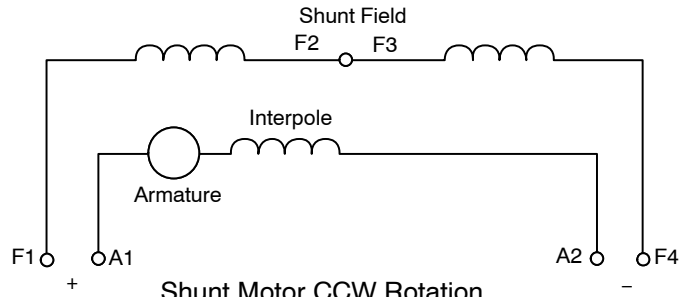 Shunt Field
F2 F3
Interpole
Armature
F1 A1 A2 F4
+ –
Shunt Motor CCW Rotation